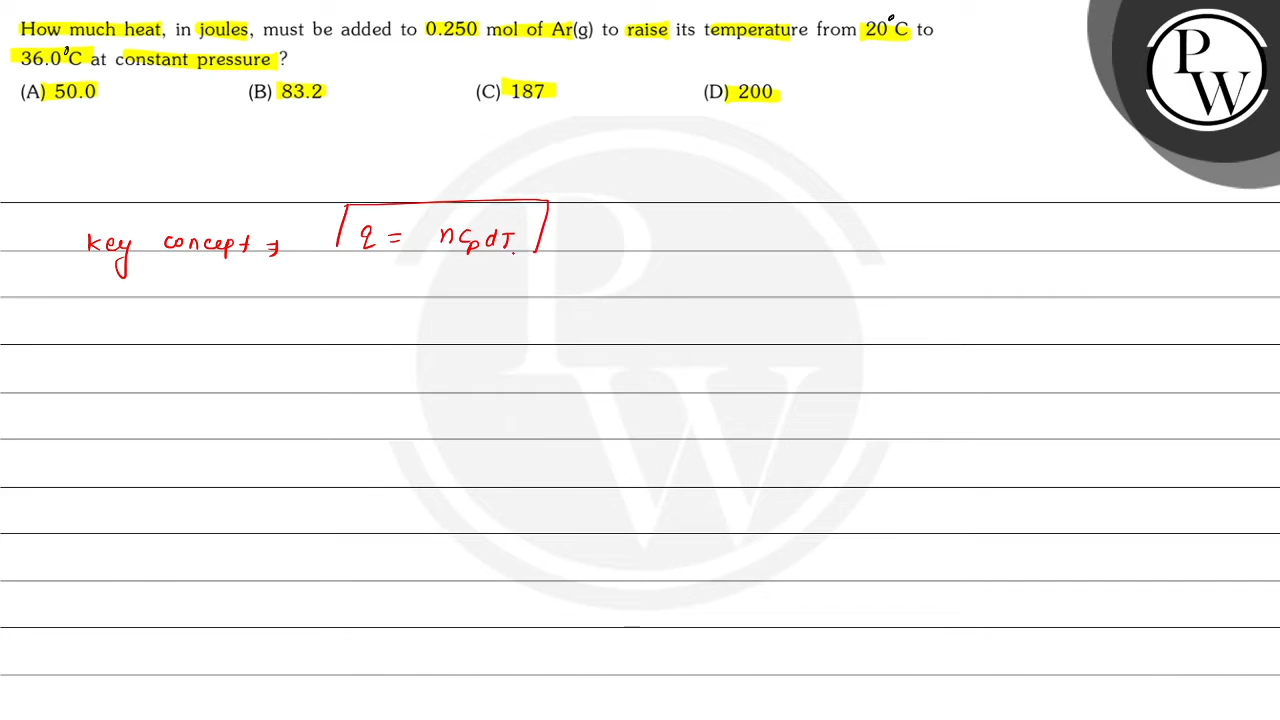 How much heat, in joules, must be added to 0.250 mol of Ar(g) to raise its temperature from 20°C to
36.0°C at constant pressure ?
(A) 50.0 (B) 83.2 (C) 187 (D) 200
P
W
key concept ⇒ q = nCpdT
P
W